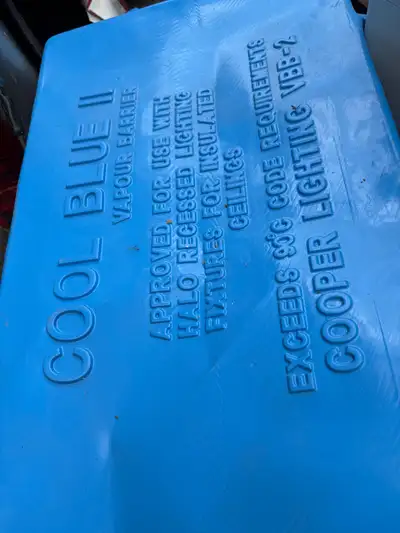 COOL BLUE II
VAPOUR BARRIER
APPROVED FOR USE WITH
HALO RECESSED LIGHTING
FIXTURES FOR INSULATED
CEILINGS
EXCEEDS 93C CODE REQUIREMENTS
COOPER LIGHTING VBB-2